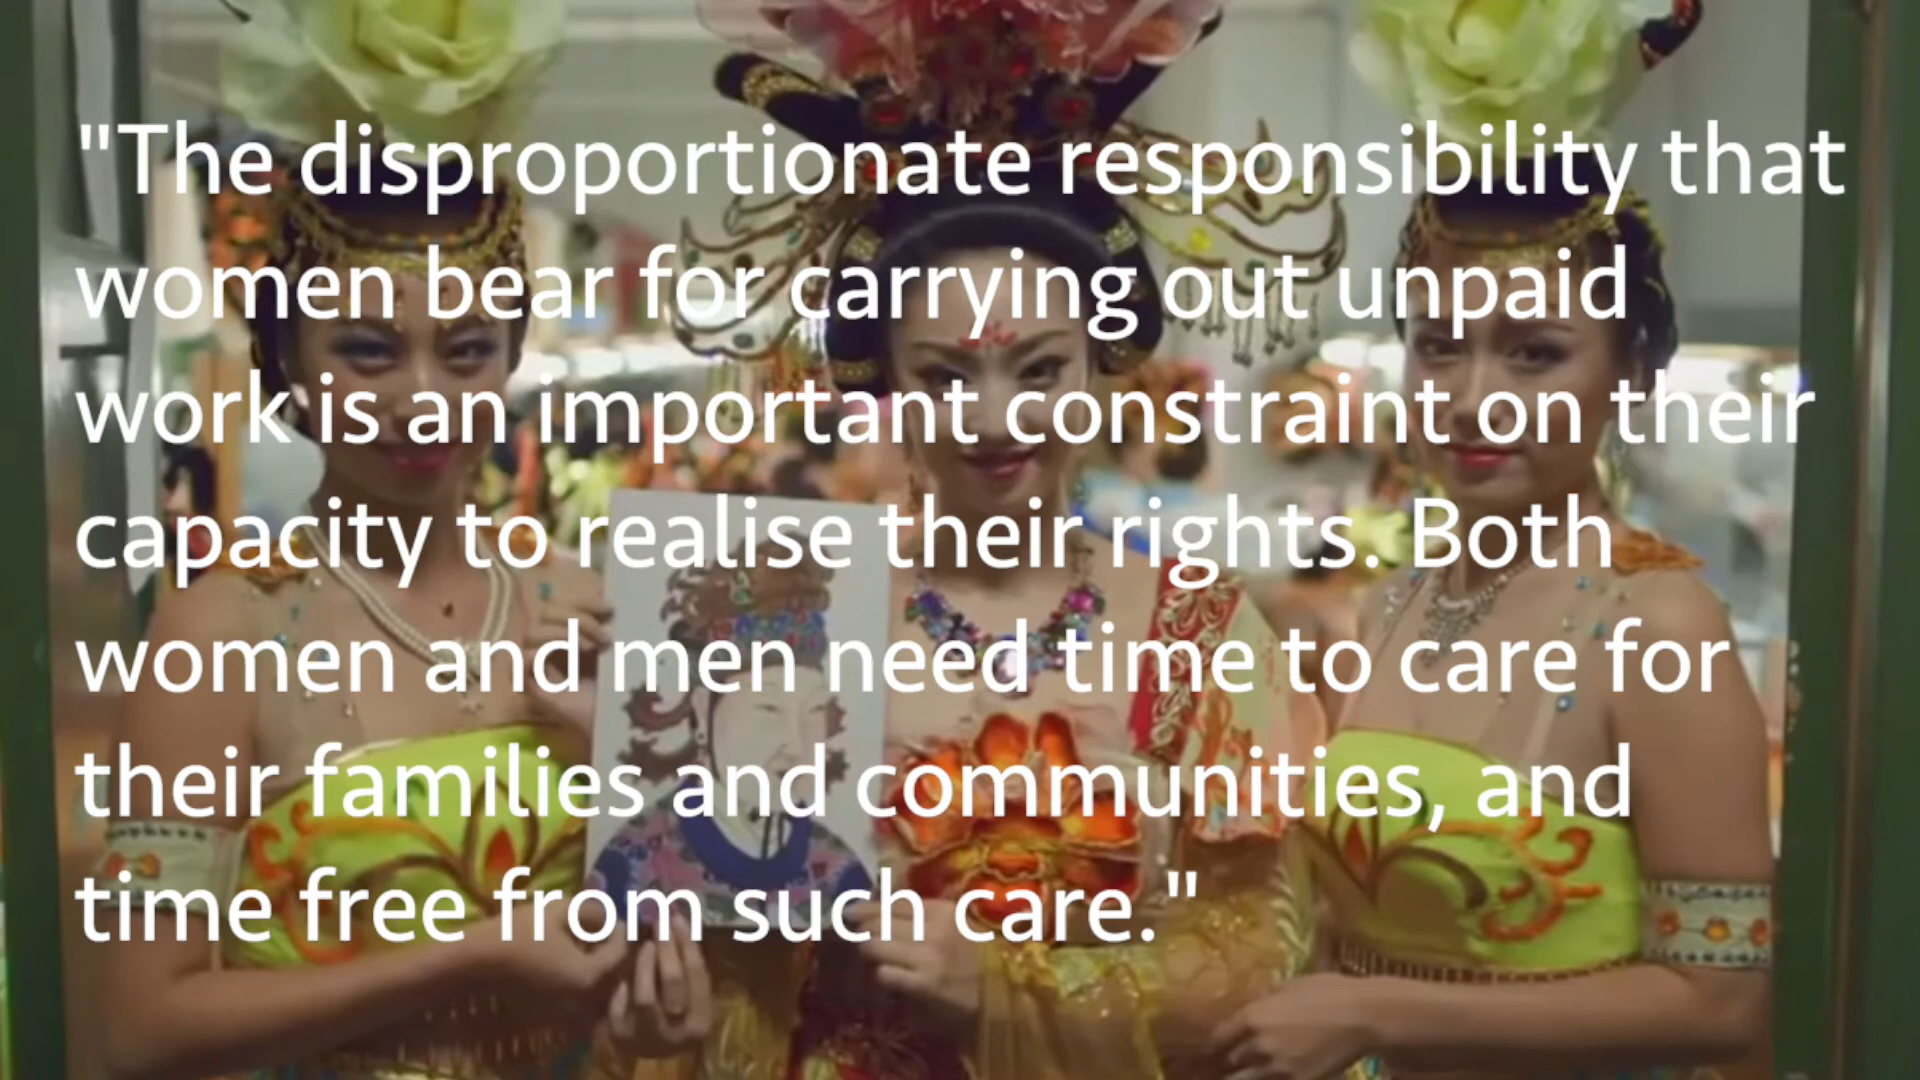 "The disproportionate responsibility that
women bear for carrying out unpaid
work is an important constraint on their
capacity to realise their rights. Both
women and men need time to care for
their families and communities, and
time free from such care."